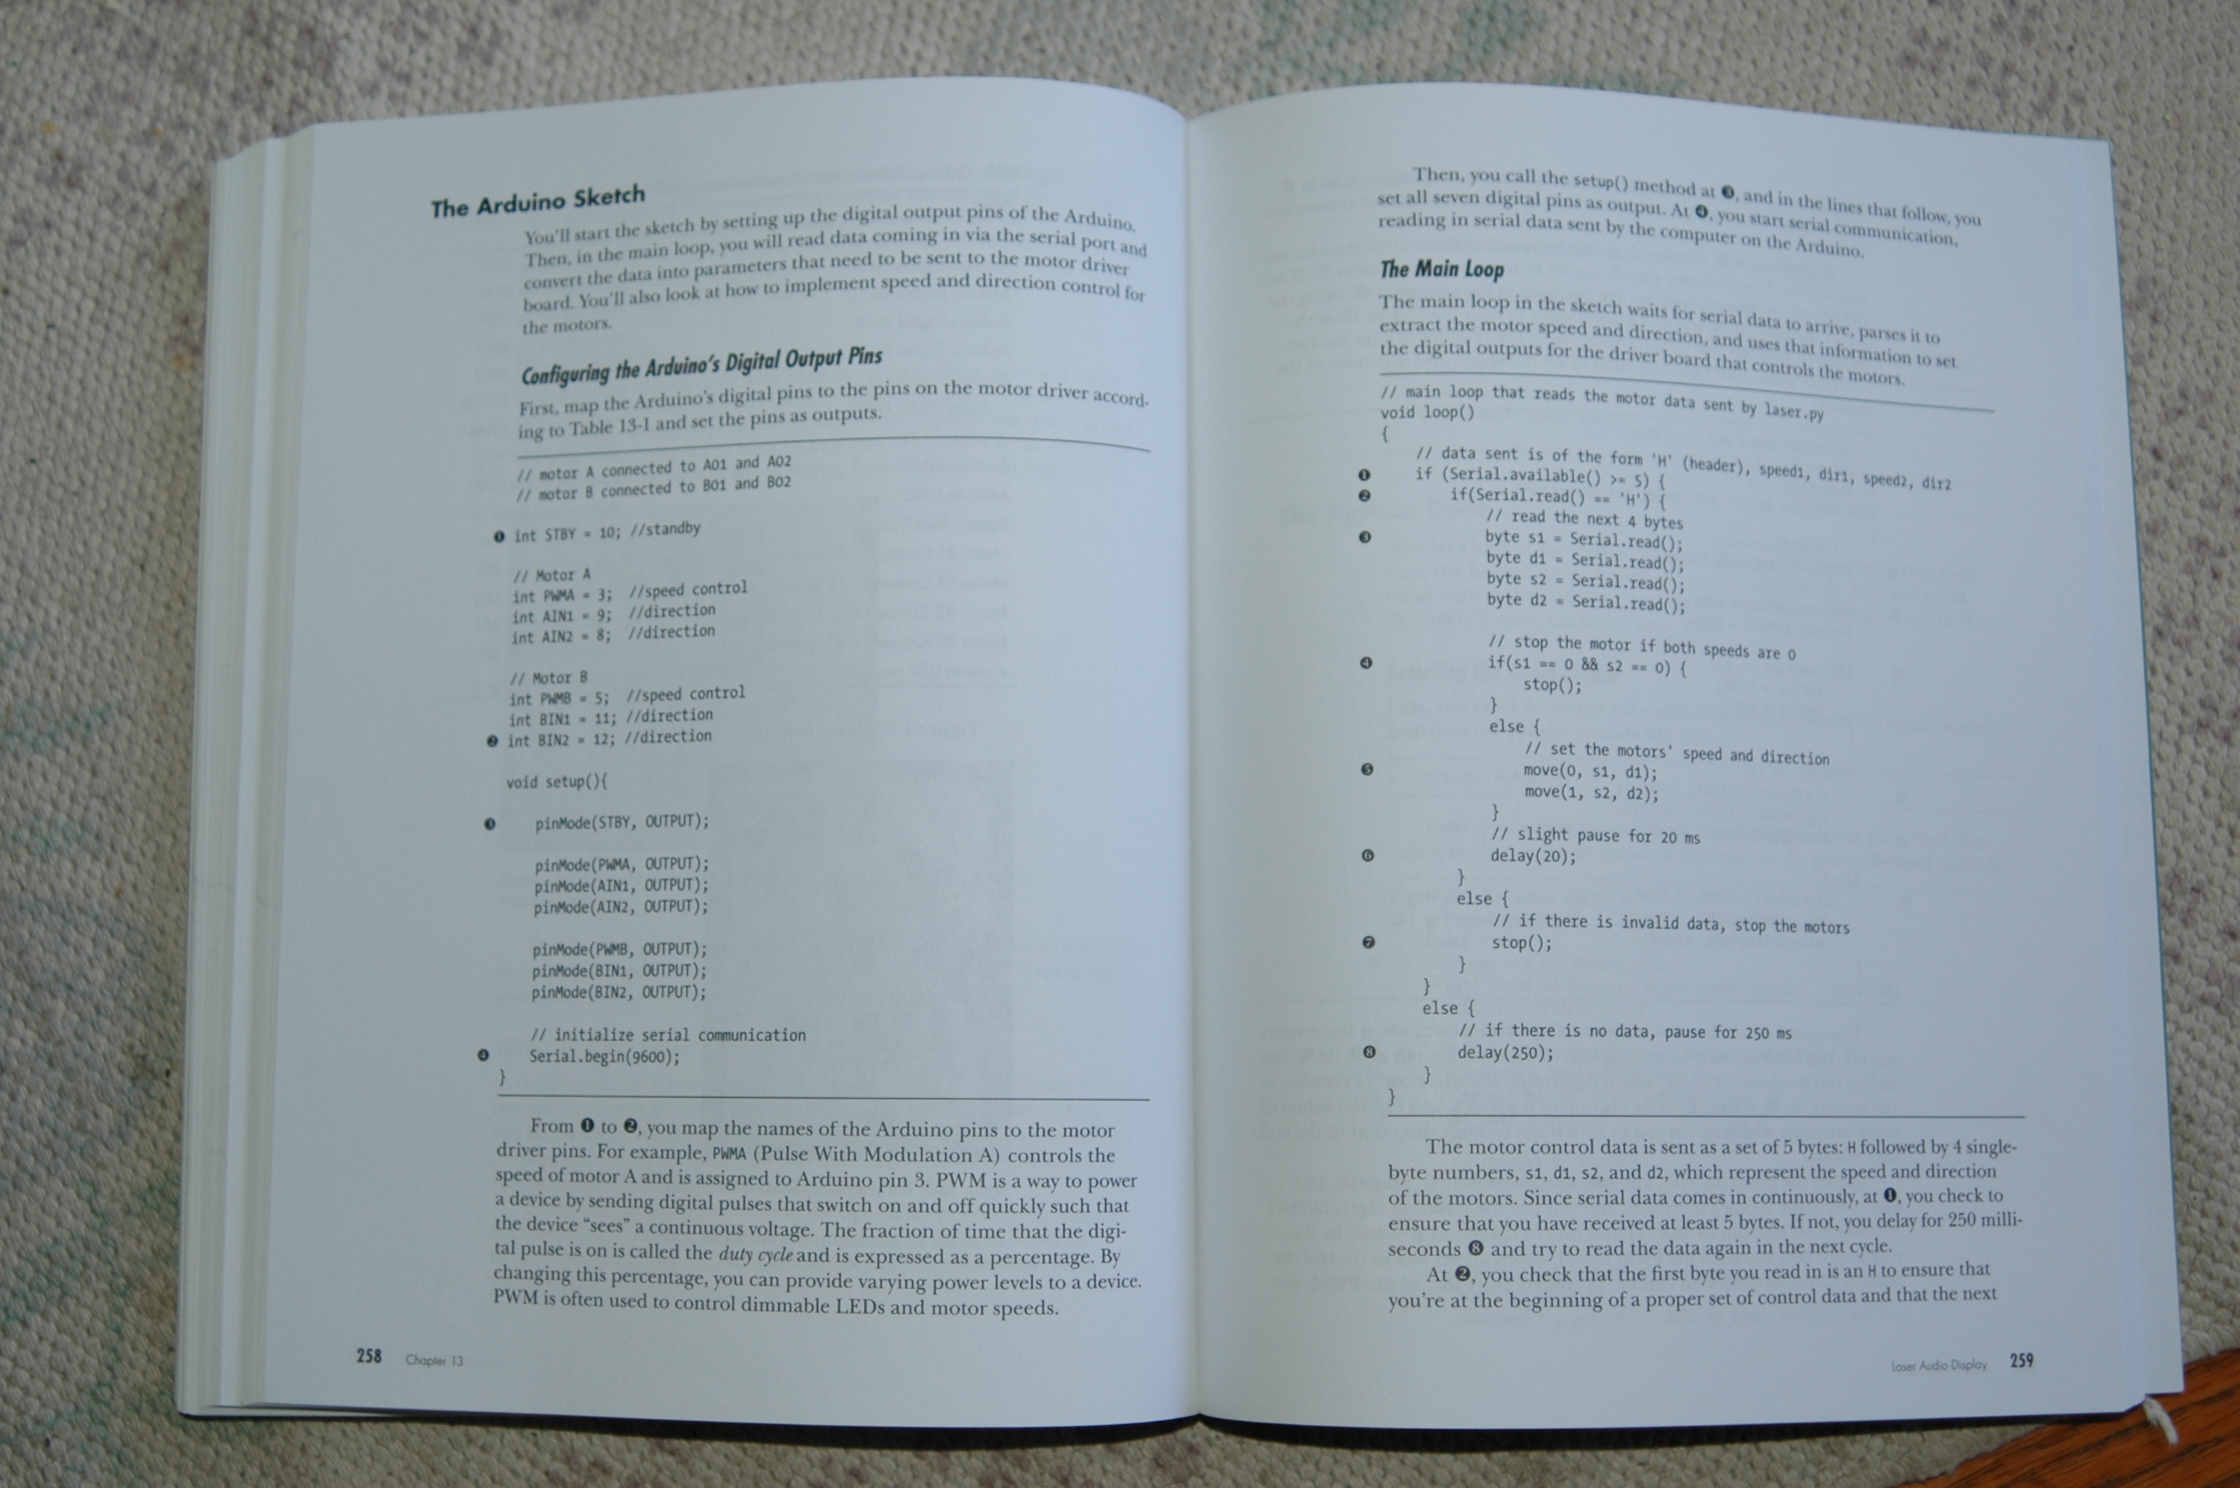 The Arduino Sketch
You'll start the sketch by setting up the digital output pins of the Arduino.
Then, in the main loop, you will read data coming in via the serial port and
convert the data into parameters that need to be sent to the motor driver
board. You'll also look at how to implement speed and direction control for
the motors.
Configuring the Arduino's Digital Output Pins
First, map the Arduino's digital pins to the pins on the motor driver accord-
ing to Table 13-1 and set the pins as outputs.
// motor A connected to A01 and A02
// motor B connected to B01 and B02
❶ int STBY = 10; //standby
// Motor A
int PWMA = 3; //speed control
int AIN1 = 9; //direction
int AIN2 = 8; //direction
// Motor B
int PWMB = 5; //speed control
int BIN1 = 11; //direction
❷ int BIN2 = 12; //direction
void setup(){
❸ pinMode(STBY, OUTPUT);
pinMode(PWMA, OUTPUT);
pinMode(AIN1, OUTPUT);
pinMode(AIN2, OUTPUT);
pinMode(PWMB, OUTPUT);
pinMode(BIN1, OUTPUT);
pinMode(BIN2, OUTPUT);
// initialize serial communication
❹ Serial.begin(9600);
}
From ❶ to ❷, you map the names of the Arduino pins to the motor
driver pins. For example, PWMA (Pulse With Modulation A) controls the
speed of motor A and is assigned to Arduino pin 3. PWM is a way to power
a device by sending digital pulses that switch on and off quickly such that
the device "sees" a continuous voltage. The fraction of time that the digi-
tal pulse is on is called the duty cycle and is expressed as a percentage. By
changing this percentage, you can provide varying power levels to a device.
PWM is often used to control dimmable LEDs and motor speeds.
258 Chapter 13
Then, you call the setup() method at ❸, and in the lines that follow, you
set all seven digital pins as output. At ❹, you start serial communication,
reading in serial data sent by the computer on the Arduino.
The Main Loop
The main loop in the sketch waits for serial data to arrive, parses it to
extract the motor speed and direction, and uses that information to set
the digital outputs for the driver board that controls the motors.
// main loop that reads the motor data sent by laser.py
void loop()
{
// data sent is of the form 'H' (header), speed1, dir1, speed2, dir2
❶ if (Serial.available() >= 5) {
❷ if(Serial.read() == 'H') {
// read the next 4 bytes
❸ byte s1 = Serial.read();
byte d1 = Serial.read();
byte s2 = Serial.read();
byte d2 = Serial.read();
// stop the motor if both speeds are 0
❹ if(s1 == 0 && s2 == 0) {
stop();
}
else {
// set the motors' speed and direction
❺ move(0, s1, d1);
move(1, s2, d2);
}
// slight pause for 20 ms
❻ delay(20);
}
else {
// if there is invalid data, stop the motors
❼ stop();
}
}
else {
// if there is no data, pause for 250 ms
❽ delay(250);
}
}
The motor control data is sent as a set of 5 bytes: H followed by 4 single-
byte numbers, s1, d1, s2, and d2, which represent the speed and direction
of the motors. Since serial data comes in continuously, at ❶, you check to
ensure that you have received at least 5 bytes. If not, you delay for 250 milli-
seconds ❽ and try to read the data again in the next cycle.
At ❷, you check that the first byte you read in is an H to ensure that
you're at the beginning of a proper set of control data and that the next
Laser Audio Display 259